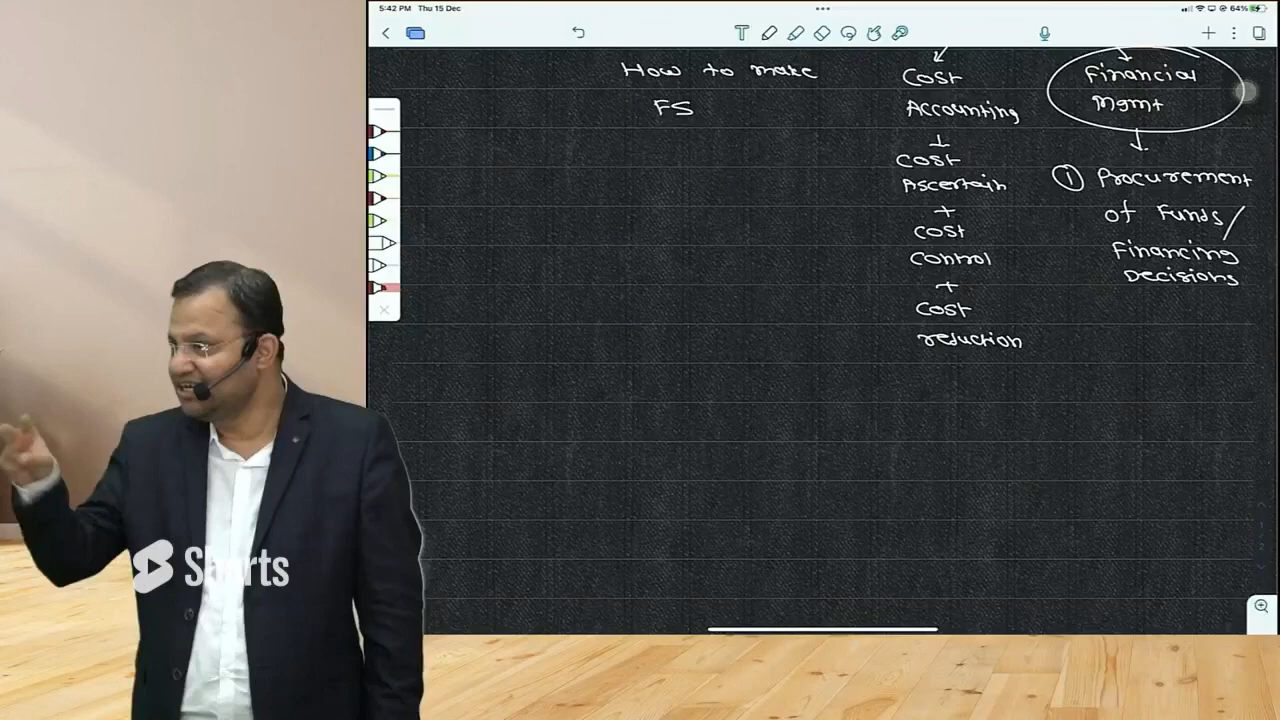 5:42 PM Thu 15 Dec
64%
How to make
FS
Cost
Accounting
Cost
Ascertain
+
Cost
Control
+
Cost
reduction
Financial
Mgmt
① Procurement
of Funds/
Financing
Decisions
Shorts